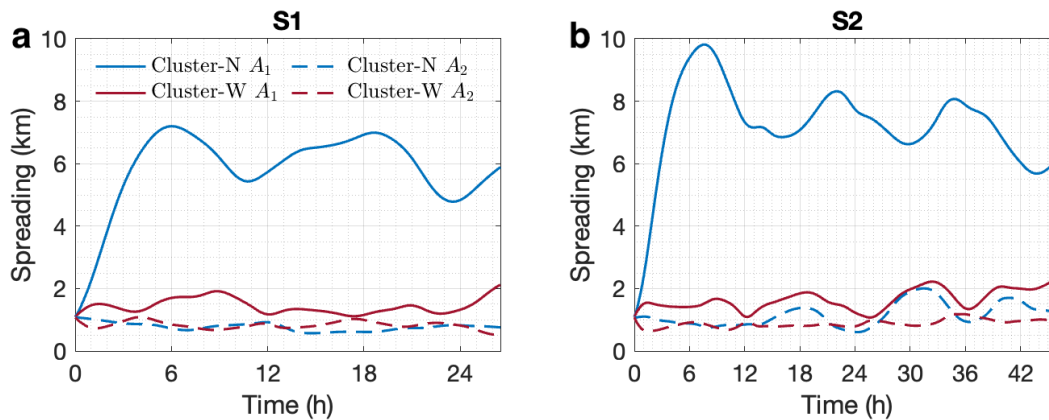 a
S1
10
8
6
4
2
0
Spreading (km)
Cluster-N A₁
Cluster-N A₂
Cluster-W A₁
Cluster-W A₂
0 6 12 18 24
Time (h)
b
S2
10
8
6
4
2
0
Spreading (km)
0 6 12 18 24 30 36 42
Time (h)